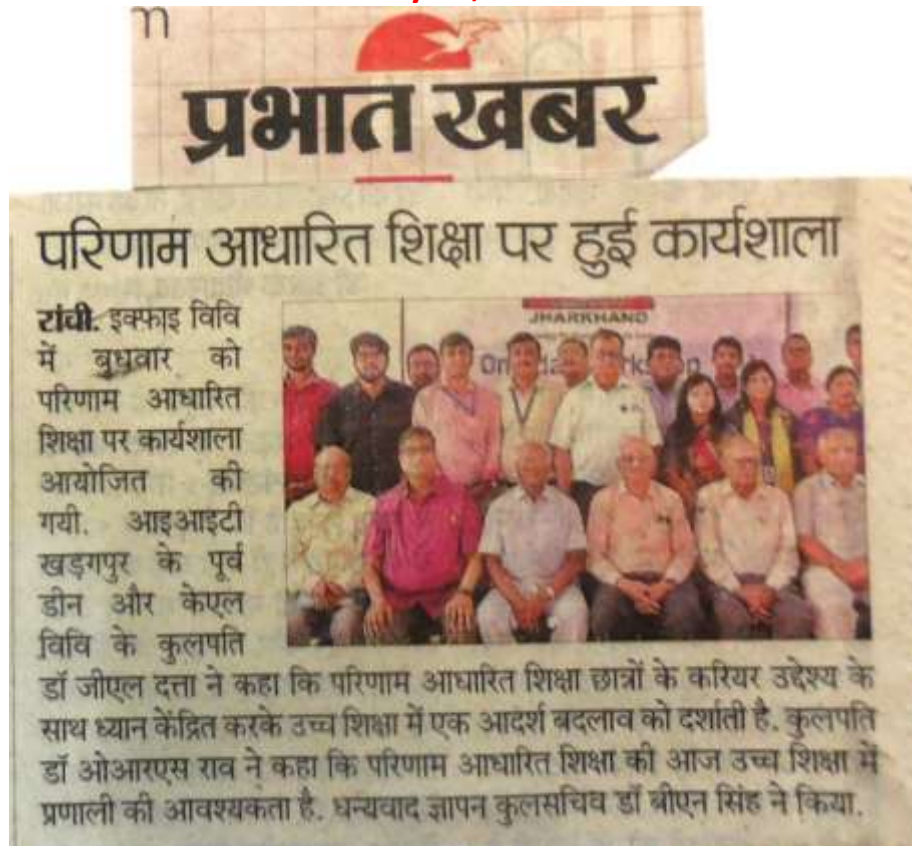 प्रभात खबर
परिणाम आधारित शिक्षा पर हुई कार्यशाला
रांची. इक्फाइ विवि
में बुधवार को
परिणाम आधारित
शिक्षा पर कार्यशाला
आयोजित की
गयी. आइआइटी
खड़गपुर के पूर्व
डीन और केएल
विवि के कुलपति
JHARKHAND
डॉ जीएल दत्ता ने कहा कि परिणाम आधारित शिक्षा छात्रों के करियर उद्देश्य के
साथ ध्यान केंद्रित करके उच्च शिक्षा में एक आदर्श बदलाव को दर्शाती है. कुलपति
डॉ ओआरएस राव ने कहा कि परिणाम आधारित शिक्षा की आज उच्च शिक्षा में
प्रणाली की आवश्यकता है. धन्यवाद ज्ञापन कुलसचिव डॉ बीएन सिंह ने किया.